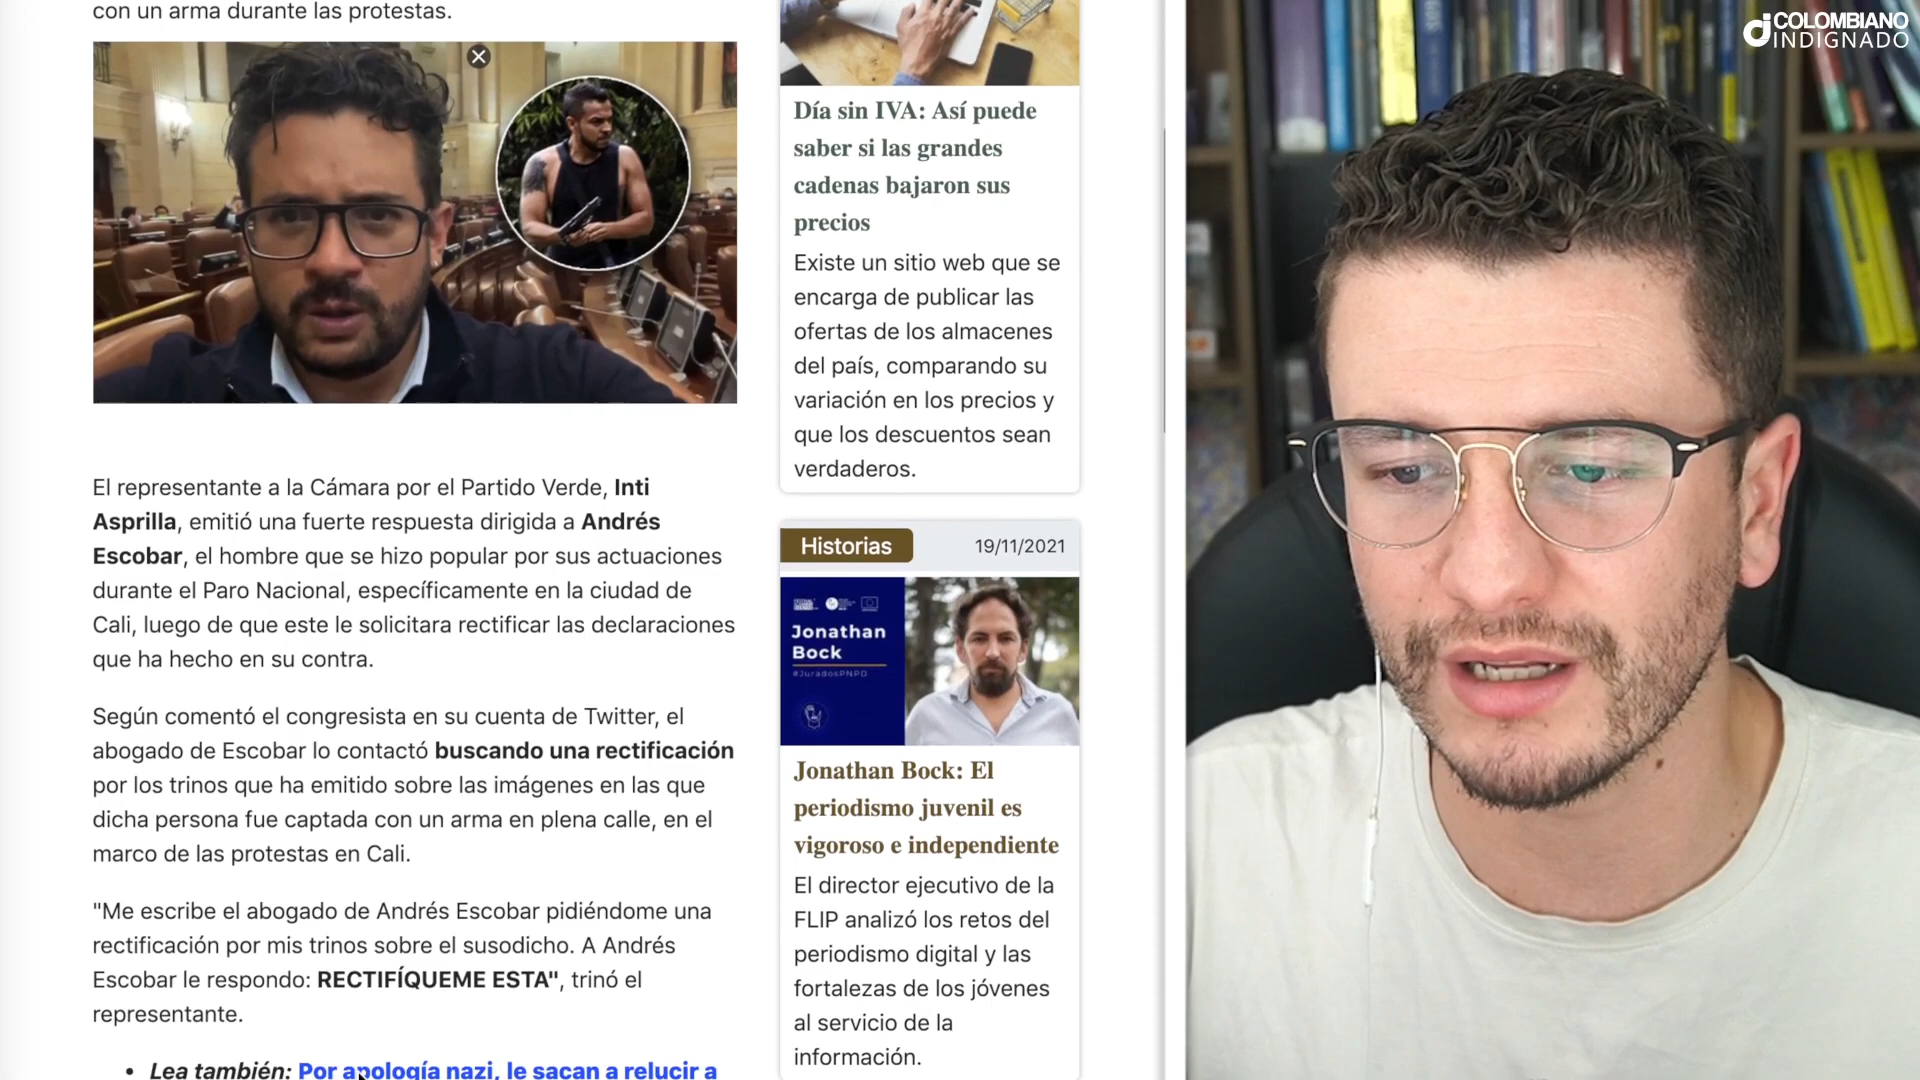 con un arma durante las protestas.
El representante a la Cámara por el Partido Verde, Inti
Asprilla, emitió una fuerte respuesta dirigida a Andrés
Escobar, el hombre que se hizo popular por sus actuaciones
durante el Paro Nacional, específicamente en la ciudad de
Cali, luego de que este le solicitara rectificar las declaraciones
que ha hecho en su contra.
Según comentó el congresista en su cuenta de Twitter, el
abogado de Escobar lo contactó buscando una rectificación
por los trinos que ha emitido sobre las imágenes en las que
dicha persona fue captada con un arma en plena calle, en el
marco de las protestas en Cali.
"Me escribe el abogado de Andrés Escobar pidiéndome una
rectificación por mis trinos sobre el susodicho. A Andrés
Escobar le respondo: RECTIFÍQUEME ESTA", trinó el
representante.
• Lea también: Por apología nazi, le sacan a relucir a
Día sin IVA: Así puede
saber si las grandes
cadenas bajaron sus
precios
Existe un sitio web que se
encarga de publicar las
ofertas de los almacenes
del país, comparando su
variación en los precios y
que los descuentos sean
verdaderos.
Historias 19/11/2021
Jonathan
Bock
#JuradosPNPD
Jonathan Bock: El
periodismo juvenil es
vigoroso e independiente
El director ejecutivo de la
FLIP analizó los retos del
periodismo digital y las
fortalezas de los jóvenes
al servicio de la
información.
COLOMBIANO
INDIGNADO